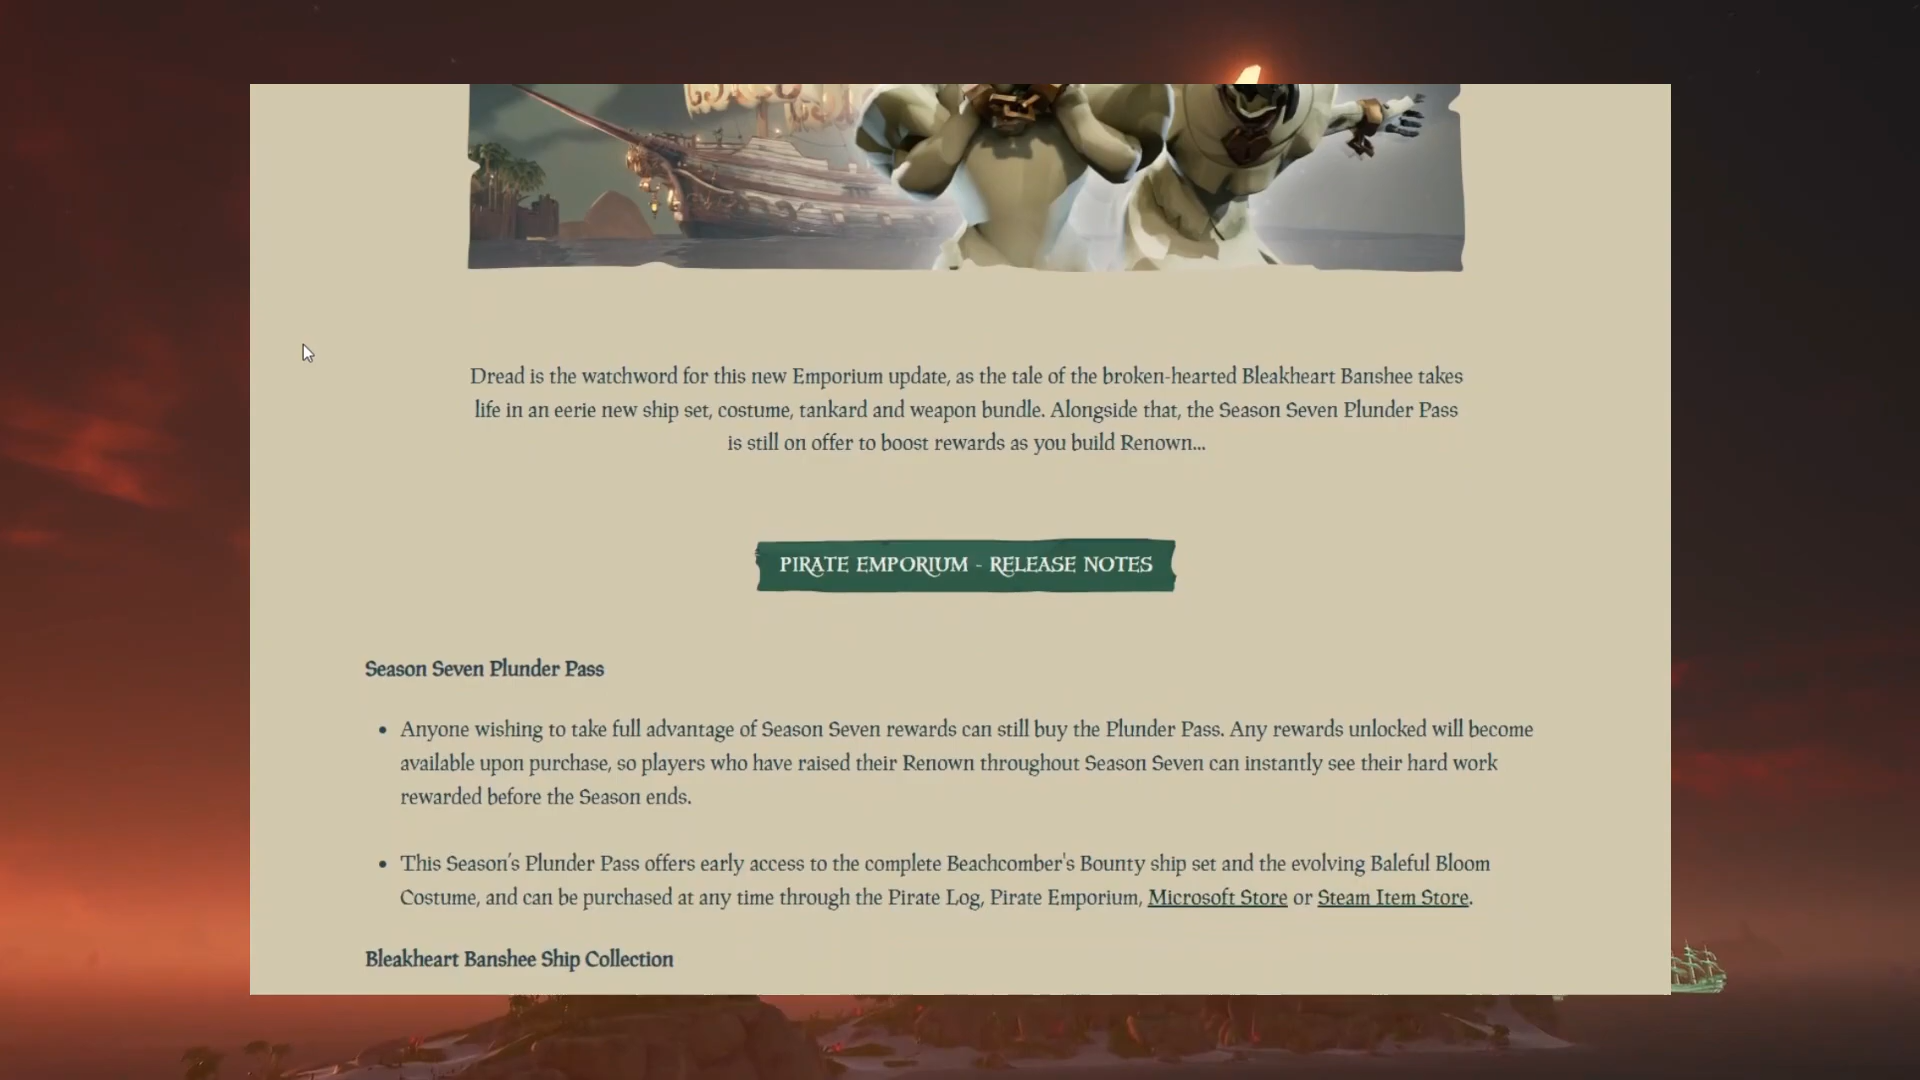 Dread is the watchword for this new Emporium update, as the tale of the broken-hearted Bleakheart Banshee takes
life in an eerie new ship set, costume, tankard and weapon bundle. Alongside that, the Season Seven Plunder Pass
is still on offer to boost rewards as you build Renown...
PIRATE EMPORIUM - RELEASE NOTES
Season Seven Plunder Pass
• Anyone wishing to take full advantage of Season Seven rewards can still buy the Plunder Pass. Any rewards unlocked will become
available upon purchase, so players who have raised their Renown throughout Season Seven can instantly see their hard work
rewarded before the Season ends.
• This Season's Plunder Pass offers early access to the complete Beachcomber's Bounty ship set and the evolving Baleful Bloom
Costume, and can be purchased at any time through the Pirate Log, Pirate Emporium, Microsoft Store or Steam Item Store.
Bleakheart Banshee Ship Collection